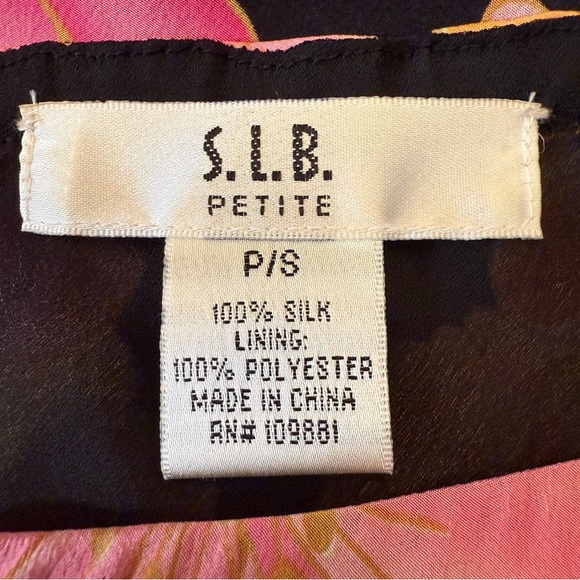 S.L.B.
PETITE
P/S
100% SILK
LINING:
100% POLYESTER
MADE IN CHINA
RN# 109881